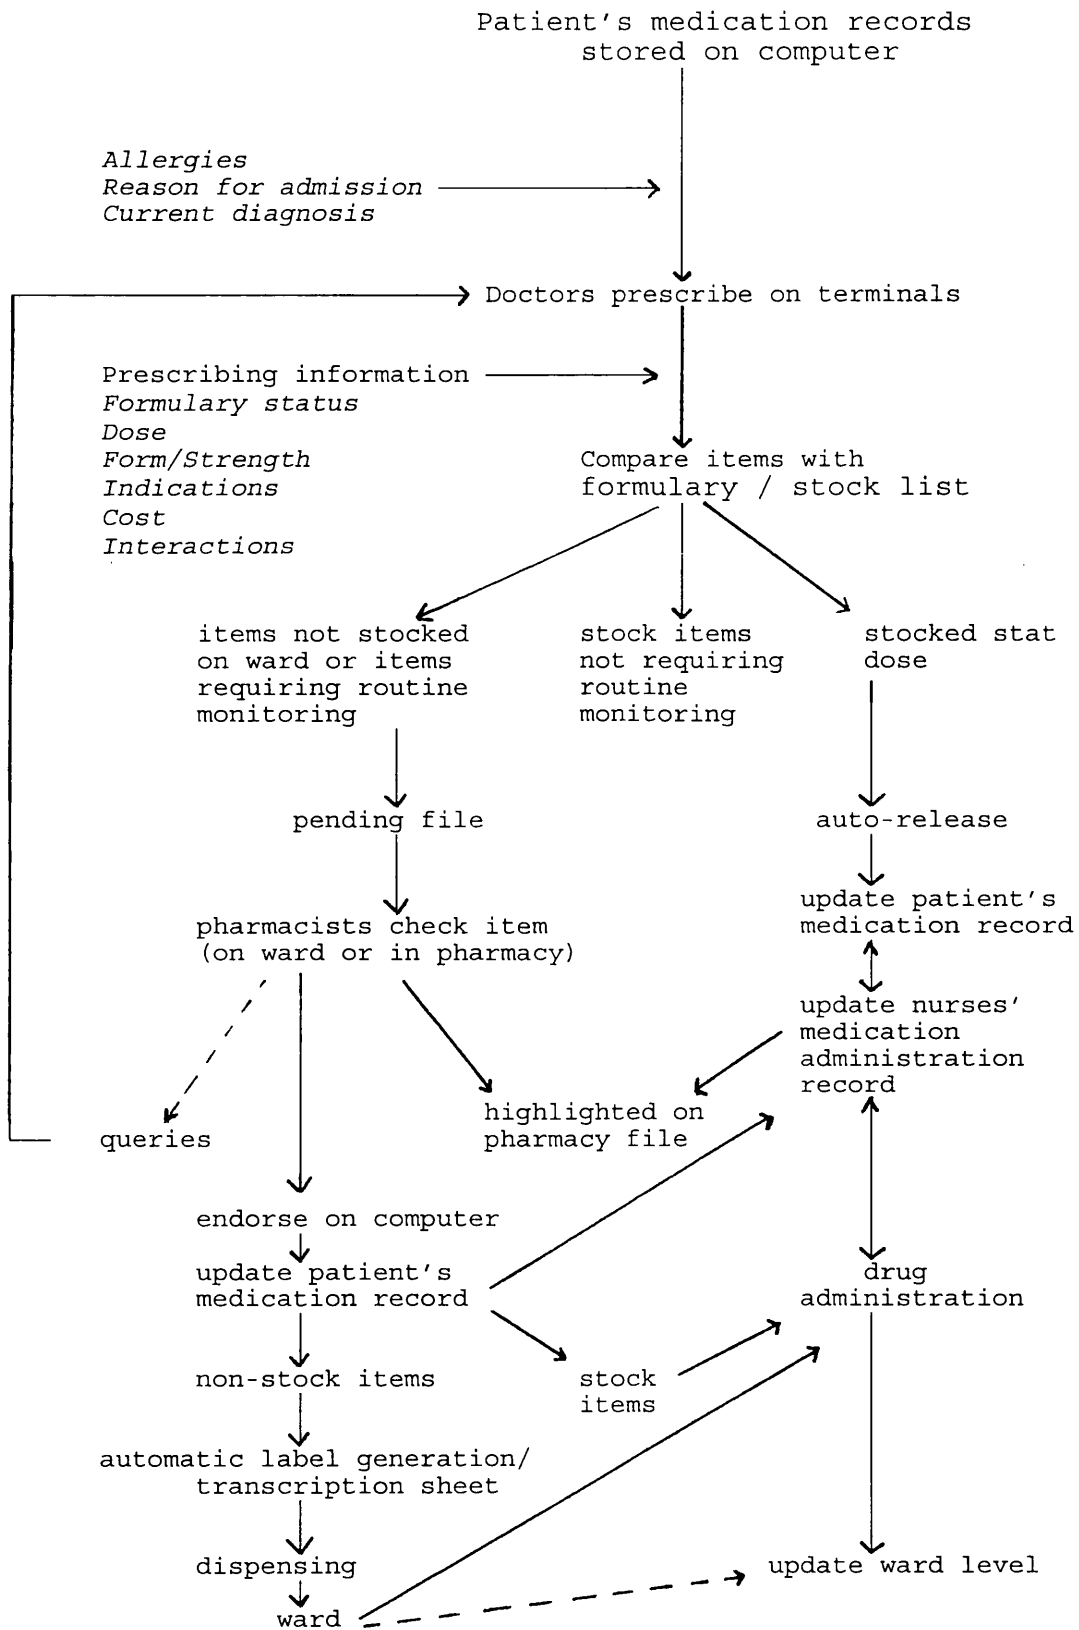 Patient's medication records
stored on computer
Allergies
Reason for admission
Current diagnosis
Doctors prescribe on terminals
Prescribing information
Formulary status
Dose
Form/Strength
Indications
Cost
Interactions
Compare items with
formulary / stock list
items not stocked
on ward or items
requiring routine
monitoring
stock items
not requiring
routine
monitoring
stocked stat
dose
pending file
auto-release
pharmacists check item
(on ward or in pharmacy)
update patient's
medication record
update nurses'
medication
administration
record
queries
highlighted on
pharmacy file
endorse on computer
update patient's
medication record
drug
administration
non-stock items
stock
items
automatic label generation/
transcription sheet
dispensing
update ward level
ward